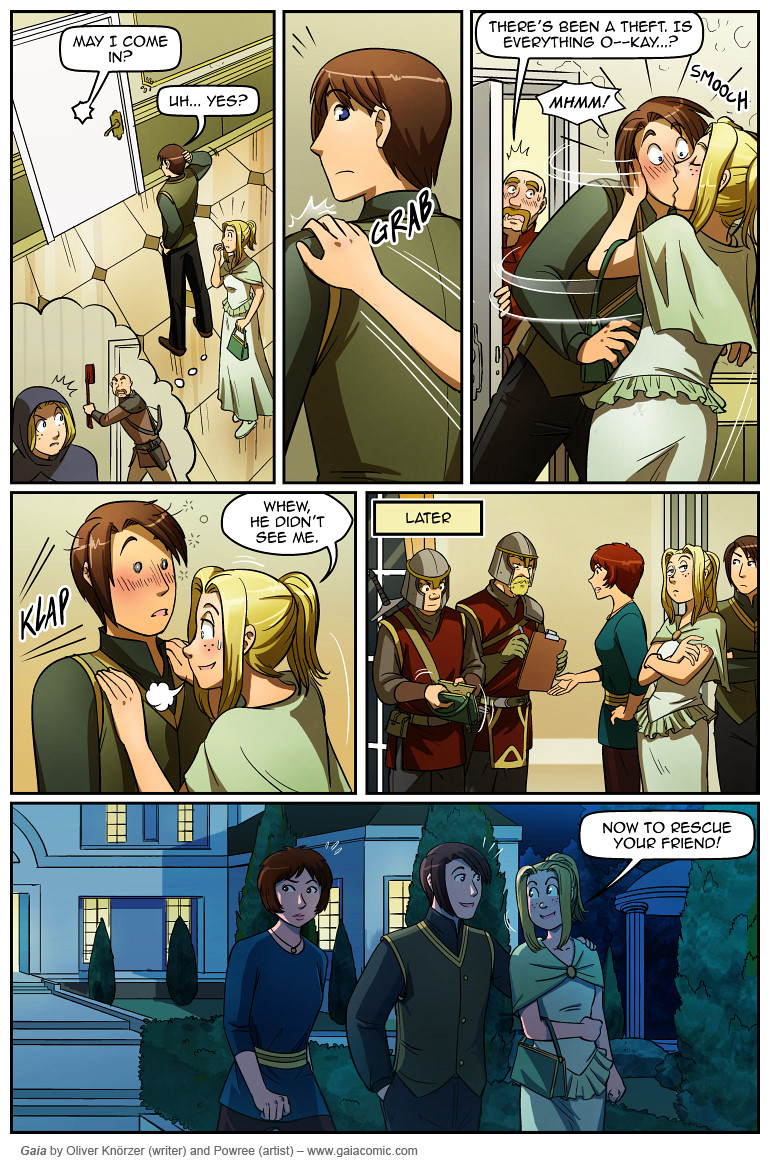 MAY I COME
IN?
UH... YES?
GRAB
THERE'S BEEN A THEFT. IS
EVERYTHING O--KAY...?
MHMM!
SMOOCH
KLAP
WHEW,
HE DIDN'T
SEE ME.
LATER
NOW TO RESCUE
YOUR FRIEND!
Gaia by Oliver Knörzer (writer) and Powree (artist) – www.gaiacomic.com